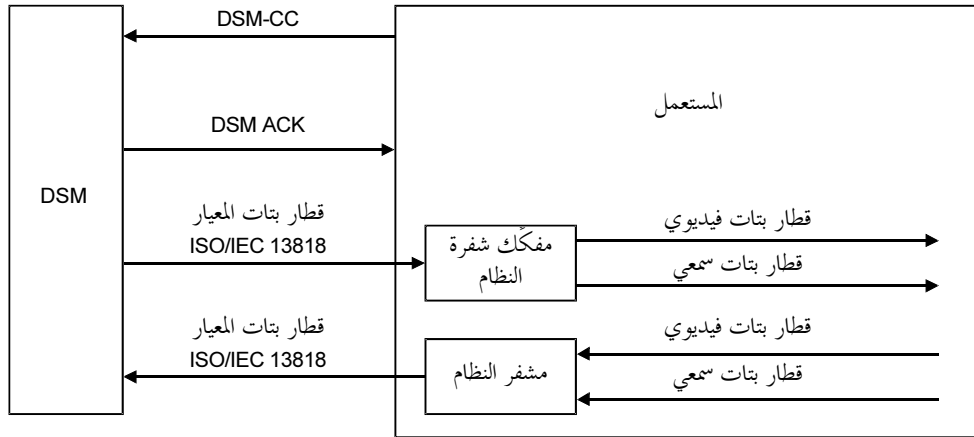 DSM-CC
المستعمل
DSM ACK
DSM
قطار بتات المعيار
ISO/IEC 13818
مفكّك شفرة
النظام
قطار بتات فيديوي
قطار بتات سمعي
قطار بتات المعيار
ISO/IEC 13818
مشفر النظام
قطار بتات فيديوي
قطار بتات سمعي